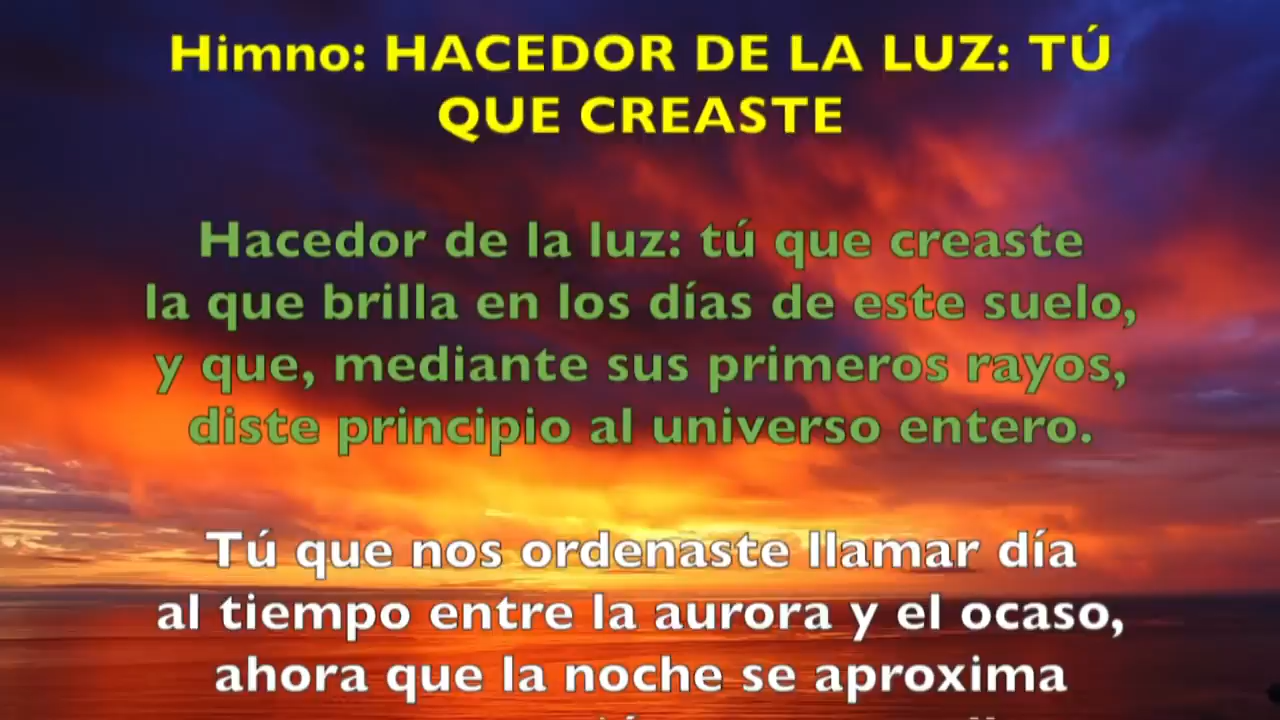 Himno: HACEDOR DE LA LUZ: TÚ
QUE CREASTE
Hacedor de la luz: tú que creaste
la que brilla en los días de este suelo,
y que, mediante sus primeros rayos,
diste principio al universo entero.
Tú que nos ordenaste llamar día
al tiempo entre la aurora y el ocaso,
ahora que la noche se aproxima